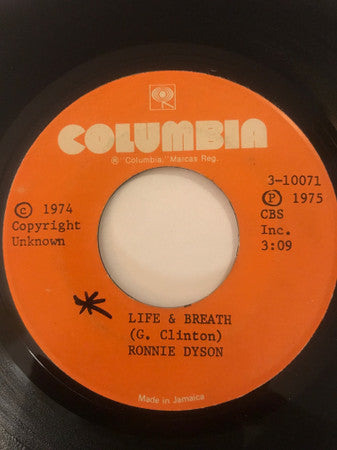 COLUMBIA
® "Columbia," Marcas Reg.
3-10071
© 1974
Copyright
Unknown
Ⓟ 1975
CBS
Inc.
3:09
LIFE & BREATH
(G. Clinton)
RONNIE DYSON
Made in Jamaica